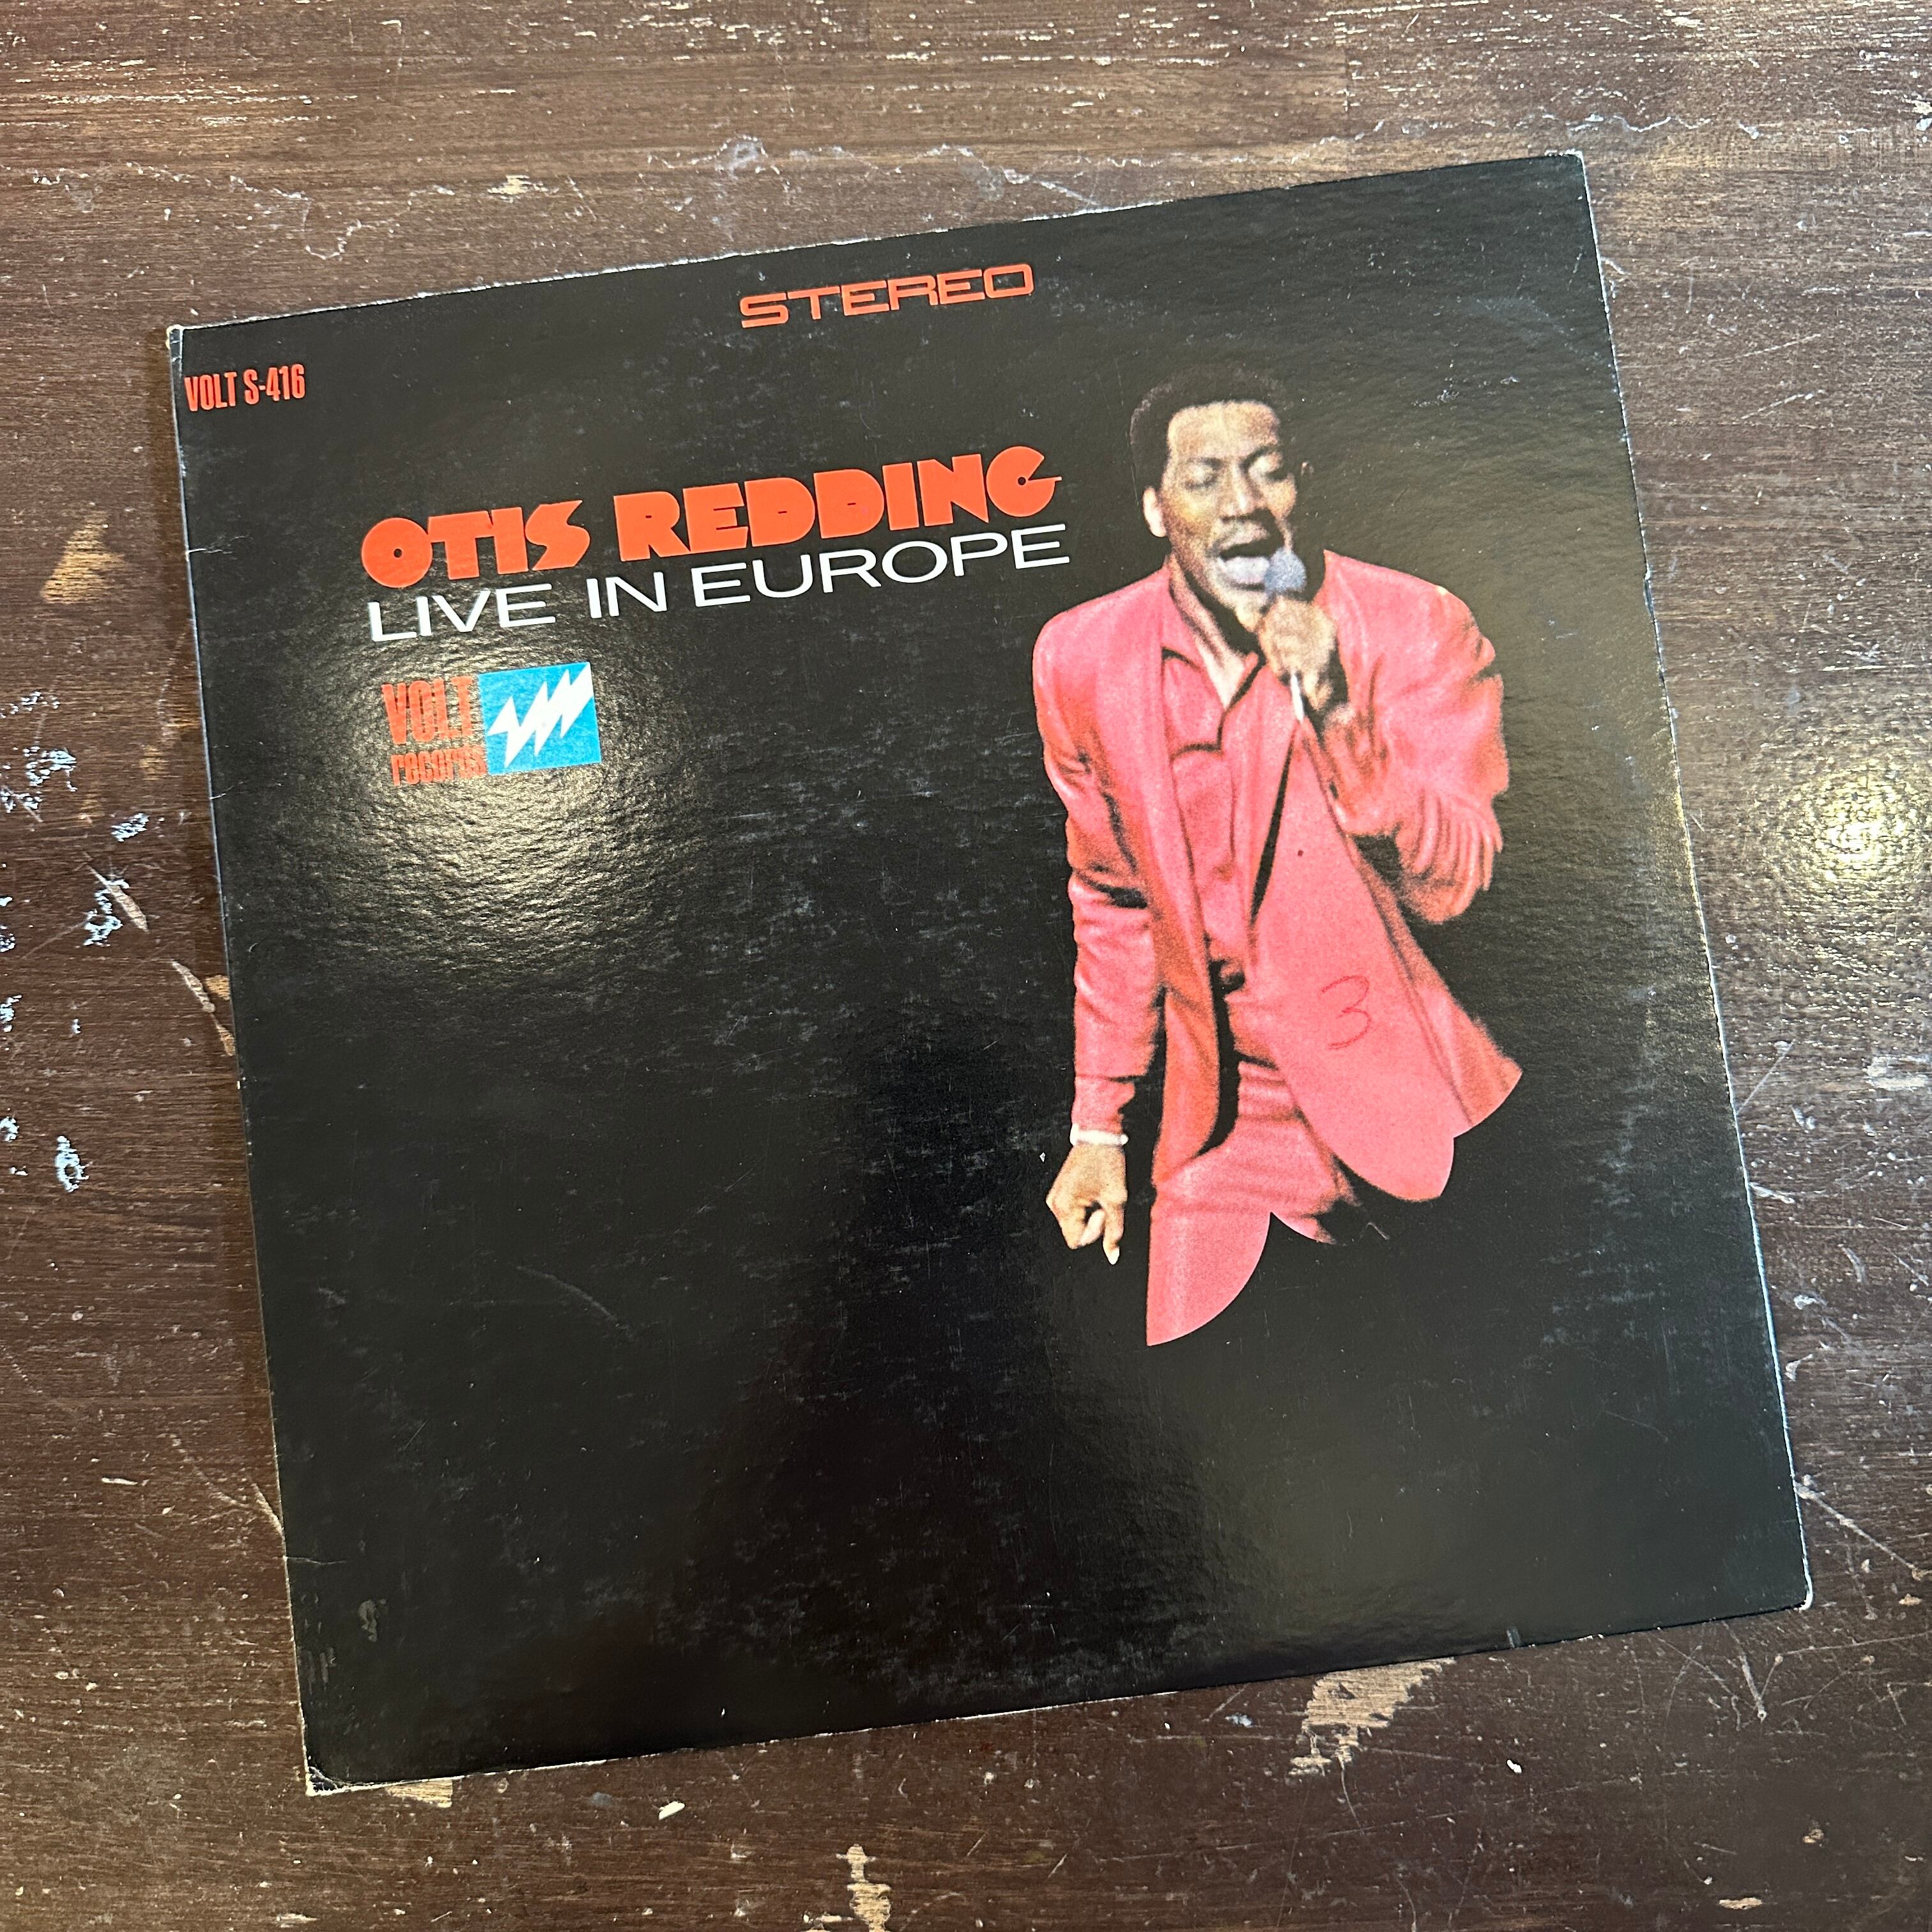 STEREO
VOLT S-416
OTIS REDDING
LIVE IN EUROPE
VOLT
records
3